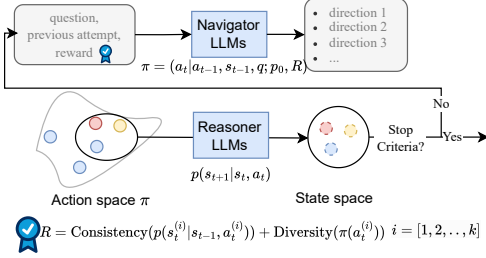 question,
previous attempt,
reward
Navigator
LLMs
• direction 1
• direction 2
• direction 3
• ...
π = (a_t|a_{t-1}, s_{t-1}, q; p_0, R)
No
Reasoner
LLMs
Stop
Criteria?
Yes
p(s_{t+1}|s_t, a_t)
Action space π
State space
R = Consistency(p(s_t^{(i)}|s_{t-1}, a_t^{(i)})) + Diversity(π(a_t^{(i)})) i = [1, 2, . . , k]